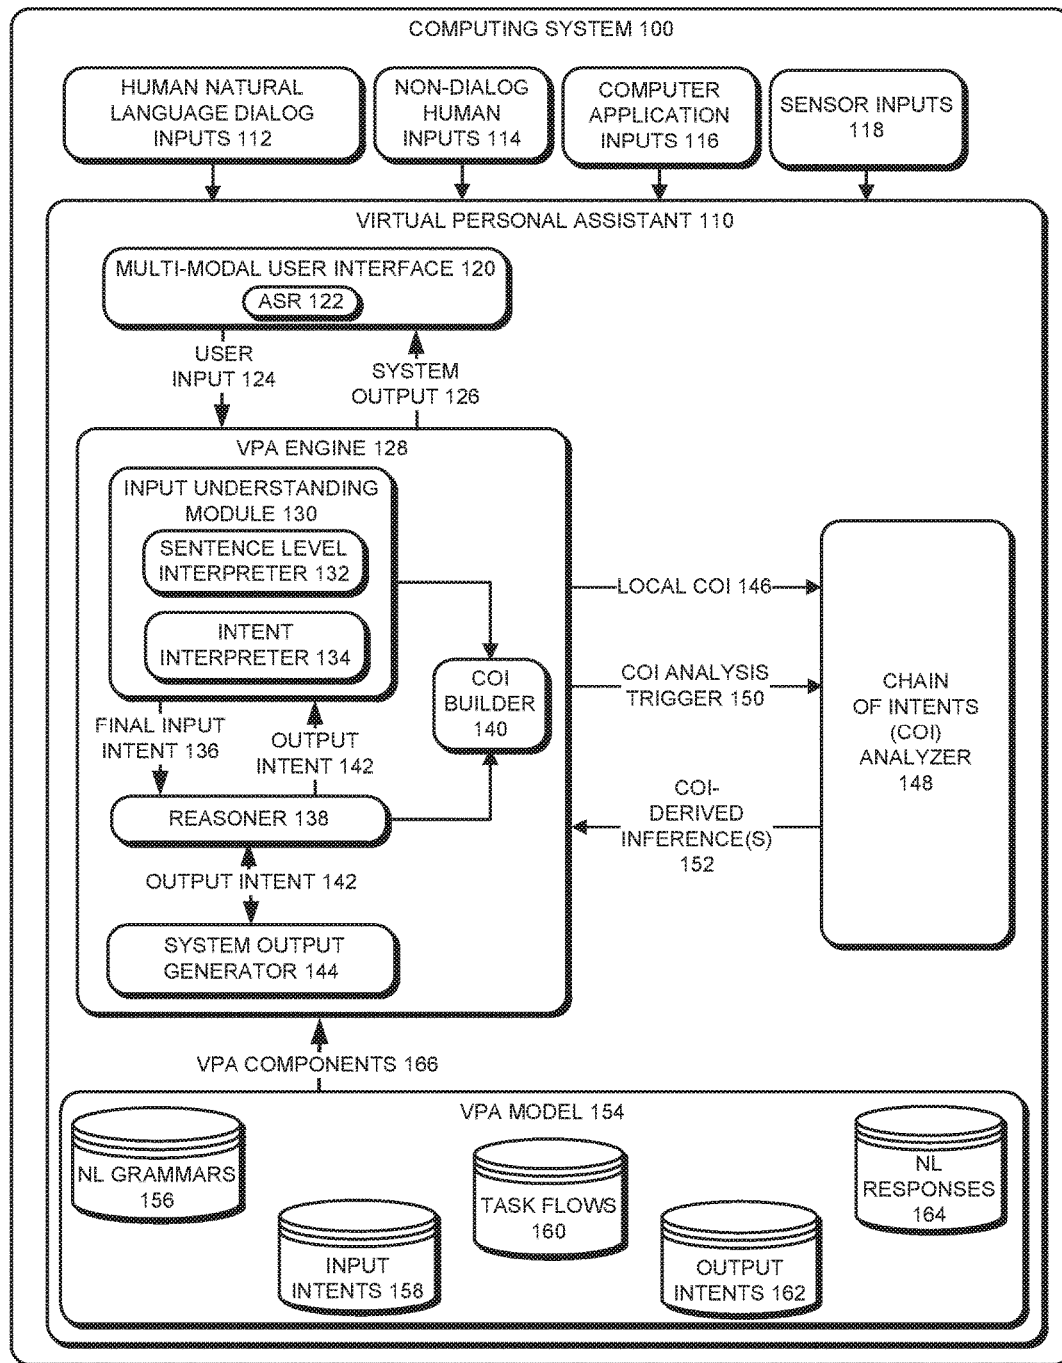 COMPUTING SYSTEM 100
HUMAN NATURAL
LANGUAGE DIALOG
INPUTS 112
NON-DIALOG
HUMAN
INPUTS 114
COMPUTER
APPLICATION
INPUTS 116
SENSOR INPUTS
118
VIRTUAL PERSONAL ASSISTANT 110
MULTI-MODAL USER INTERFACE 120
ASR 122
USER
INPUT 124
SYSTEM
OUTPUT 126
VPA ENGINE 128
INPUT UNDERSTANDING
MODULE 130
SENTENCE LEVEL
INTERPRETER 132
INTENT
INTERPRETER 134
COI
BUILDER
140
FINAL INPUT
INTENT 136
OUTPUT
INTENT 142
REASONER 138
OUTPUT INTENT 142
SYSTEM OUTPUT
GENERATOR 144
LOCAL COI 146
COI ANALYSIS
TRIGGER 150
COI-
DERIVED
INFERENCE(S)
152
CHAIN
OF INTENTS
(COI)
ANALYZER
148
VPA COMPONENTS 166
VPA MODEL 154
NL GRAMMARS
156
INPUT
INTENTS 158
TASK FLOWS
160
OUTPUT
INTENTS 162
NL
RESPONSES
164